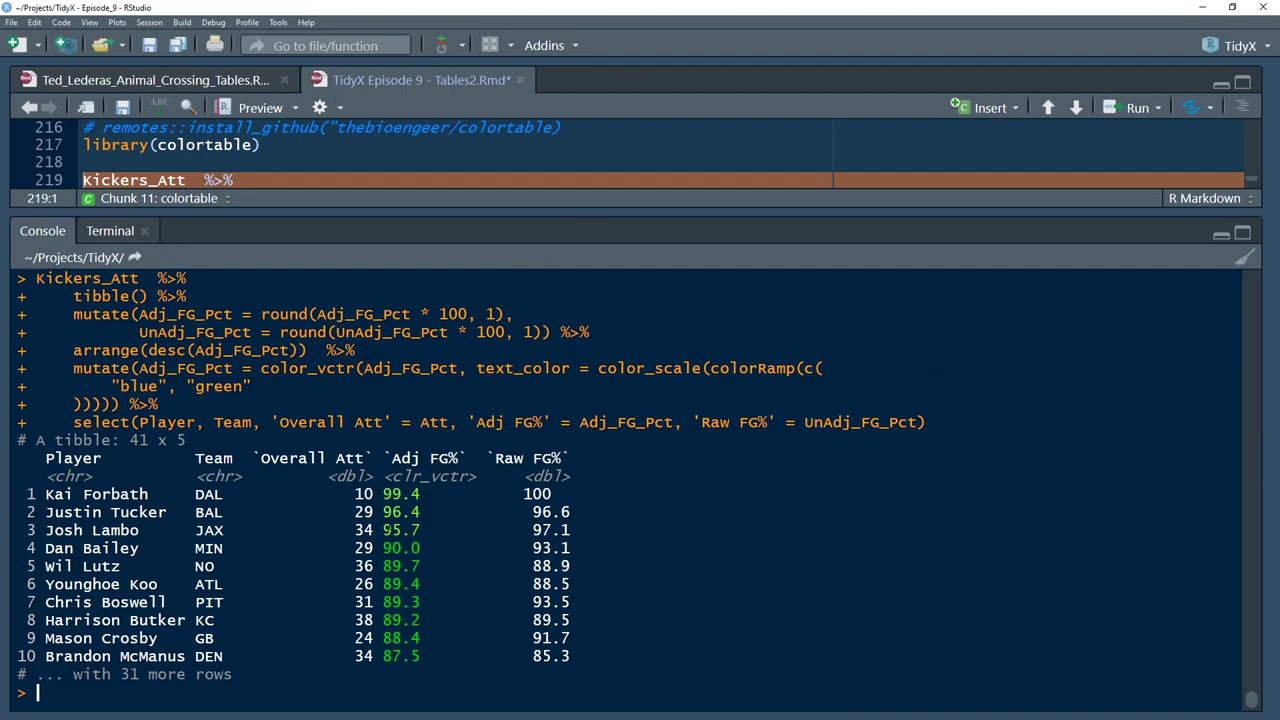 ~/Projects/TidyX - Episode_9 - RStudio
File Edit Code View Plots Session Build Debug Profile Tools Help
Go to file/function Addins TidyX
Ted_Lederas_Animal_Crossing_Tables.R... TidyX Episode 9 - Tables2.Rmd*
ABC Preview Insert Run
216 # remotes::install_github("thebioengeer/colortable)
217 library(colortable)
218
219 Kickers_Att %>%
219:1 C Chunk 11: colortable R Markdown
Console Terminal
~/Projects/TidyX/
> Kickers_Att %>%
+ tibble() %>%
+ mutate(Adj_FG_Pct = round(Adj_FG_Pct * 100, 1),
+ UnAdj_FG_Pct = round(UnAdj_FG_Pct * 100, 1)) %>%
+ arrange(desc(Adj_FG_Pct)) %>%
+ mutate(Adj_FG_Pct = color_vctr(Adj_FG_Pct, text_color = color_scale(colorRamp(c(
+ "blue", "green"
+ ))))) %>%
+ select(Player, Team, 'Overall Att' = Att, 'Adj FG%' = Adj_FG_Pct, 'Raw FG%' = UnAdj_FG_Pct)
# A tibble: 41 x 5
Player Team `Overall Att` `Adj FG%` `Raw FG%`
<chr> <chr> <dbl> <clr_vctr> <dbl>
1 Kai Forbath DAL 10 99.4 100
2 Justin Tucker BAL 29 96.4 96.6
3 Josh Lambo JAX 34 95.7 97.1
4 Dan Bailey MIN 29 90.0 93.1
5 Wil Lutz NO 36 89.7 88.9
6 Younghoe Koo ATL 26 89.4 88.5
7 Chris Boswell PIT 31 89.3 93.5
8 Harrison Butker KC 38 89.2 89.5
9 Mason Crosby GB 24 88.4 91.7
10 Brandon McManus DEN 34 87.5 85.3
# ... with 31 more rows
>